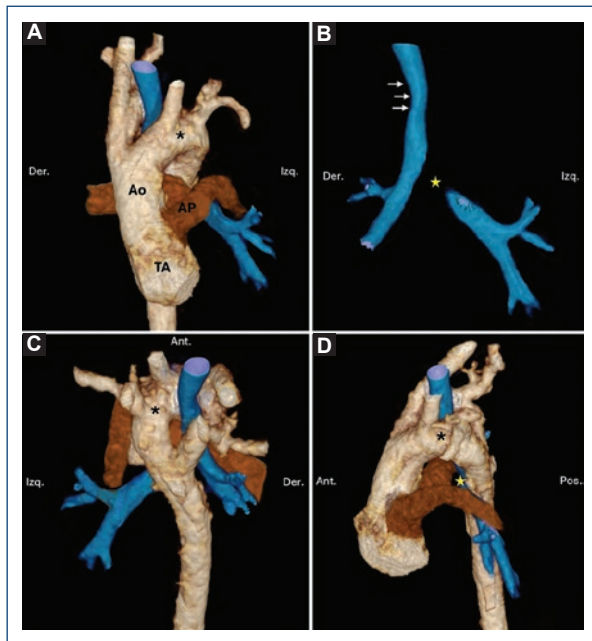 A
*
Der.
Izq.
Ao
AP
TA
B
Der.
Izq.
C
Ant.
*
Izq.
Der.
D
*
Ant.
Pos..